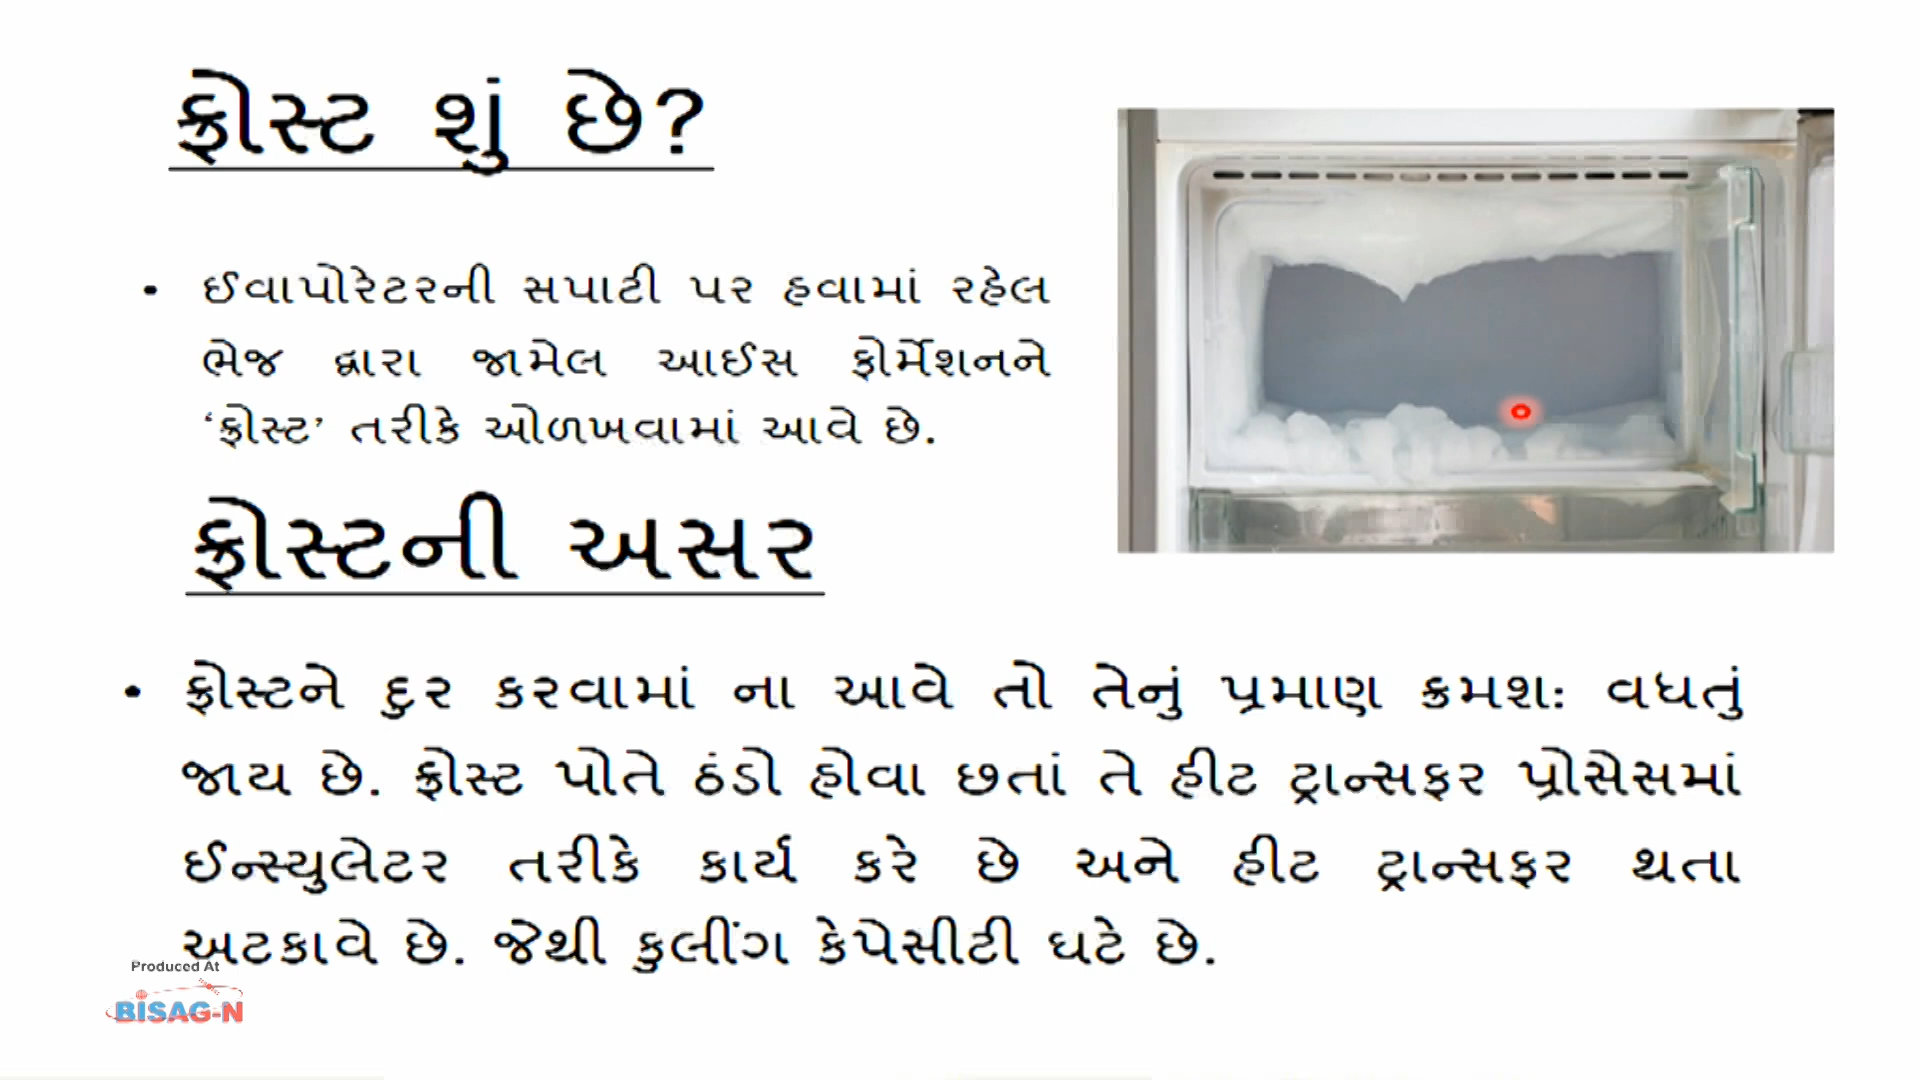 ફ્રોસ્ટ શું છે?
• ઈવાપોરેટરની સપાટી પર હવામાં રહેલ
ભેજ દ્વારા જામેલ આઈસ ફોર્મેશનને
‘ફ્રોસ્ટ’ તરીકે ઓળખવામાં આવે છે.
ફ્રોસ્ટની અસર
• ફ્રોસ્ટને દુર કરવામાં ના આવે તો તેનું પ્રમાણ ક્રમશ: વધતું
જાય છે. ફ્રોસ્ટ પોતે ઠંડો હોવા છતાં તે હીટ ટ્રાન્સફર પ્રોસેસમાં
ઈન્સ્યુલેટર તરીકે કાર્ય કરે છે અને હીટ ટ્રાન્સફર થતા
અટકાવે છે. જેથી કુલીંગ કેપેસીટી ઘટે છે.
Produced At
BISAG-N